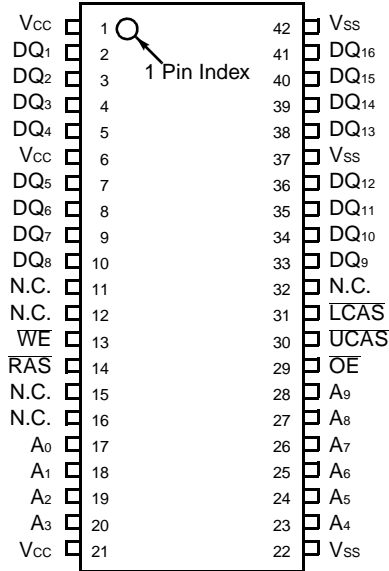 VCC 1 42 VSS
DQ1 2 41 DQ16
1 Pin Index
DQ2 3 40 DQ15
DQ3 4 39 DQ14
DQ4 5 38 DQ13
VCC 6 37 VSS
DQ5 7 36 DQ12
DQ6 8 35 DQ11
DQ7 9 34 DQ10
DQ8 10 33 DQ9
N.C. 11 32 N.C.
N.C. 12 31 LCAS
WE 13 30 UCAS
RAS 14 29 OE
N.C. 15 28 A9
N.C. 16 27 A8
A0 17 26 A7
A1 18 25 A6
A2 19 24 A5
A3 20 23 A4
VCC 21 22 VSS